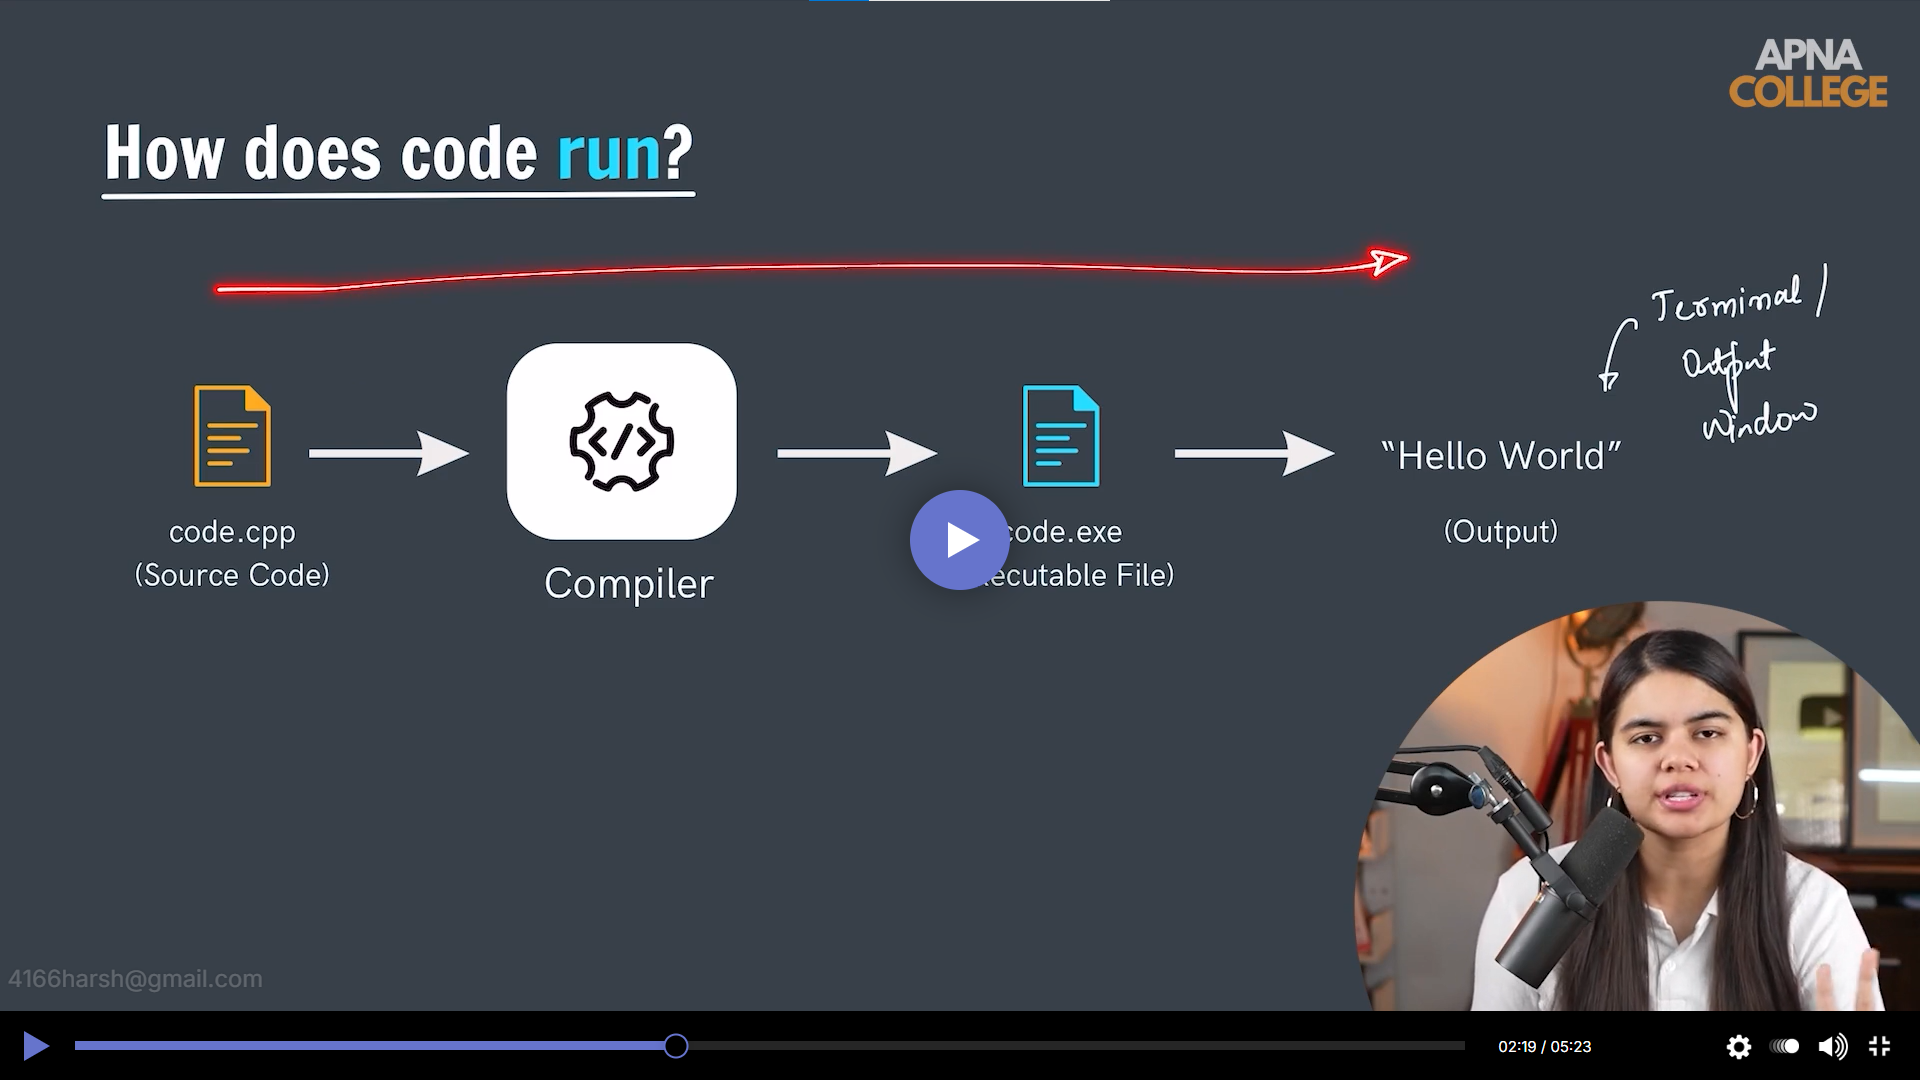 APNA
COLLEGE
How does code run?
Terminal /
Output
Window
“Hello World”
code.cpp
(Source Code)
Compiler
code.exe
ecutable File)
(Output)
4166harsh@gmail.com
02:19 / 05:23